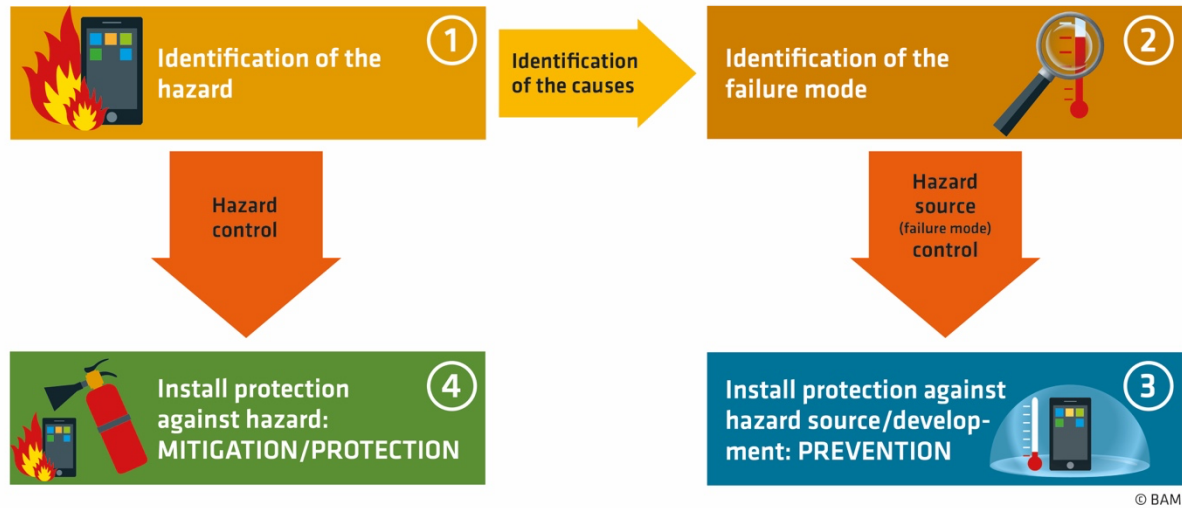 Identification of the
hazard
1
Identification
of the causes
Identification of the
failure mode
2
Hazard
control
Hazard
source
(failure mode)
control
Install protection
against hazard:
MITIGATION/PROTECTION
4
Install protection against
hazard source/develop-
ment: PREVENTION
3
© BAM